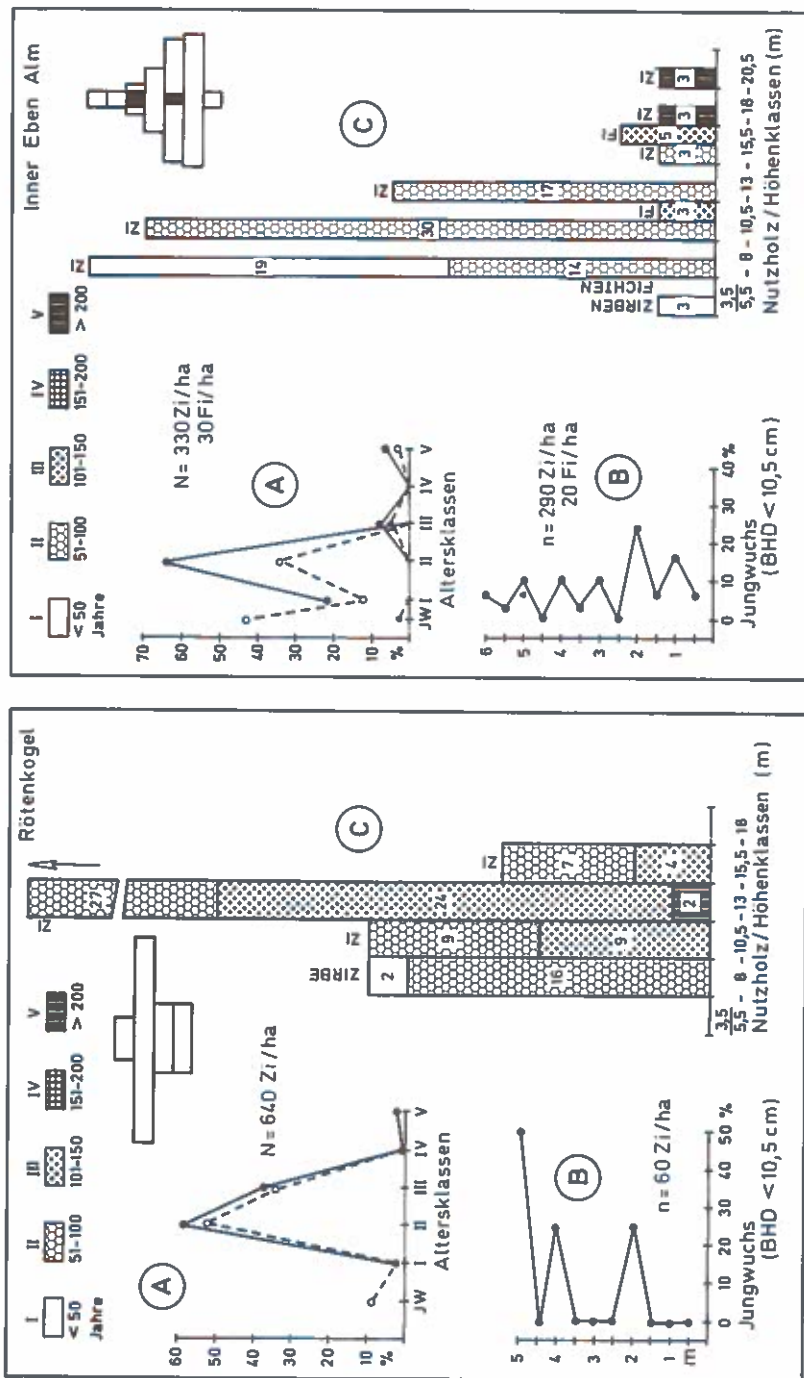 Rötenkogel
I II III IV V
< 50 51-100 101-150 151-200 > 200
Jahre
A
N = 640 Zi/ha
60
50
40
30
20
10
%
JW I II III IV V
Altersklassen
B
n = 60 Zi/ha
5
4
3
2
1
m
0 10 20 30 40 50 %
Jungwuchs
(BHD < 10,5 cm)
C
ZIRBE
2
16
ZI
9
9
ZI
27
24
2
ZI
7
4
3,5
5,5 - 8 - 10,5 - 13 - 15,5 - 18
Nutzholz / Höhenklassen (m)
Inner Eben Alm
I II III IV V
< 50 51-100 101-150 151-200 > 200
Jahre
A
N = 330 Zi/ha
30 Fi/ha
70
60
50
40
30
20
10
%
JW I II III IV V
Altersklassen
B
n = 290 Zi/ha
20 Fi/ha
6
5
4
3
2
1
0 10 20 30 40 %
Jungwuchs
(BHD < 10,5 cm)
C
ZIRBEN
FICHTEN
3
ZI
19
14
ZI
30
FI
3
ZI
17
ZI
3
FI
5
ZI
3
ZI
3
3,5
5,5 - 8 - 10,5 - 13 - 15,5 - 18 - 20,5
Nutzholz / Höhenklassen (m)